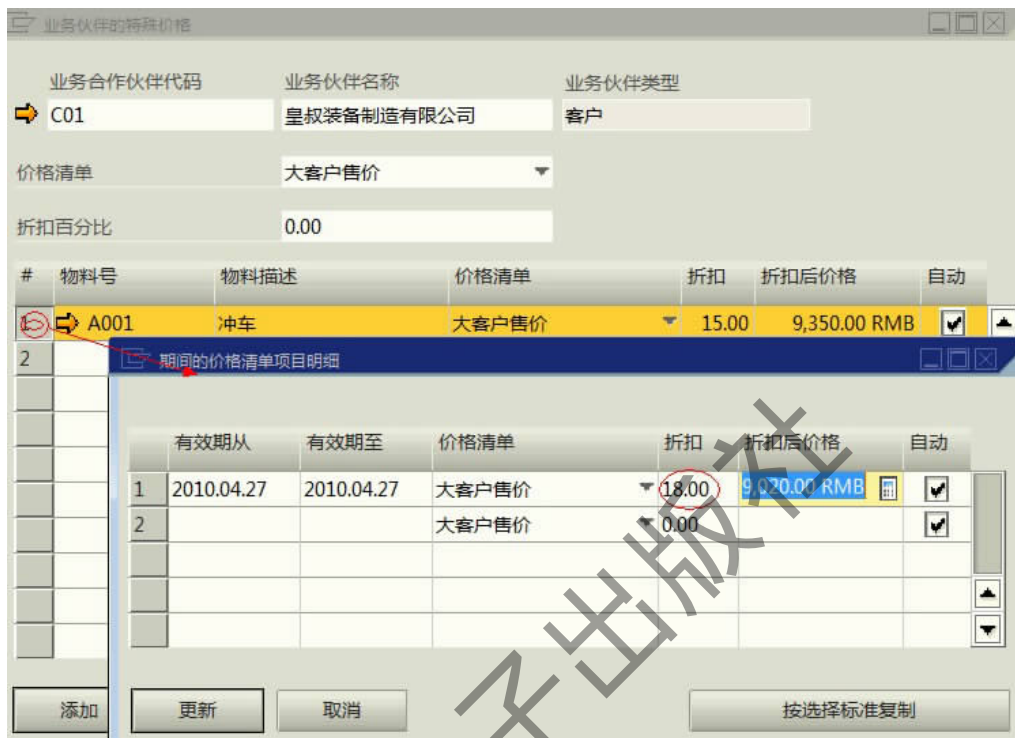 业务伙伴的特殊价格
业务合作伙伴代码 业务伙伴名称 业务伙伴类型
C01 皇叔装备制造有限公司 客户
价格清单 大客户售价
折扣百分比 0.00
# 物料号 物料描述 价格清单 折扣 折扣后价格 自动
1 A001 冲车 大客户售价 15.00 9,350.00 RMB
2
期间的价格清单项目明细
有效期从 有效期至 价格清单 折扣 折扣后价格 自动
1 2010.04.27 2010.04.27 大客户售价 18.00 9,020.00 RMB
2 大客户售价 0.00
添加 更新 取消 按选择标准复制
子出版社